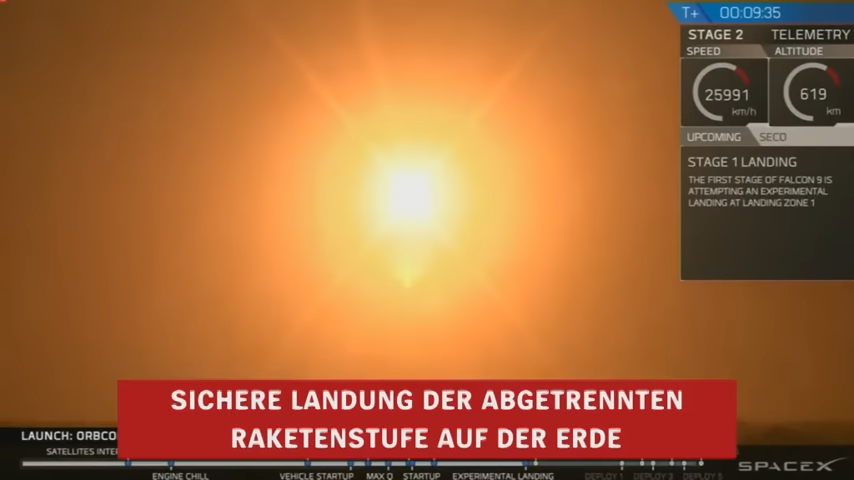 T+ 00:09:35
STAGE 2 TELEMETRY
SPEED ALTITUDE
25991 619
km/h km
UPCOMING SECO
STAGE 1 LANDING
THE FIRST STAGE OF FALCON 9 IS
ATTEMPTING AN EXPERIMENTAL
LANDING AT LANDING ZONE 1
SICHERE LANDUNG DER ABGETRENNTEN
RAKETENSTUFE AUF DER ERDE
LAUNCH: ORBCO
SATELLITES INTE
ENGINE CHILL VEHICLE STARTUP MAX Q STARTUP EXPERIMENTAL LANDING DEPLOY 1 DEPLOY 3 DEPLOY 5
SPACEX